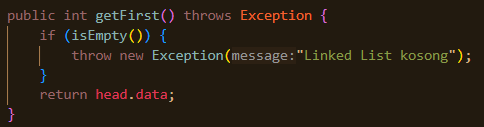 public int getFirst() throws Exception {
    if (isEmpty()) {
        throw new Exception(message:"Linked List kosong");
    }
    return head.data;
}